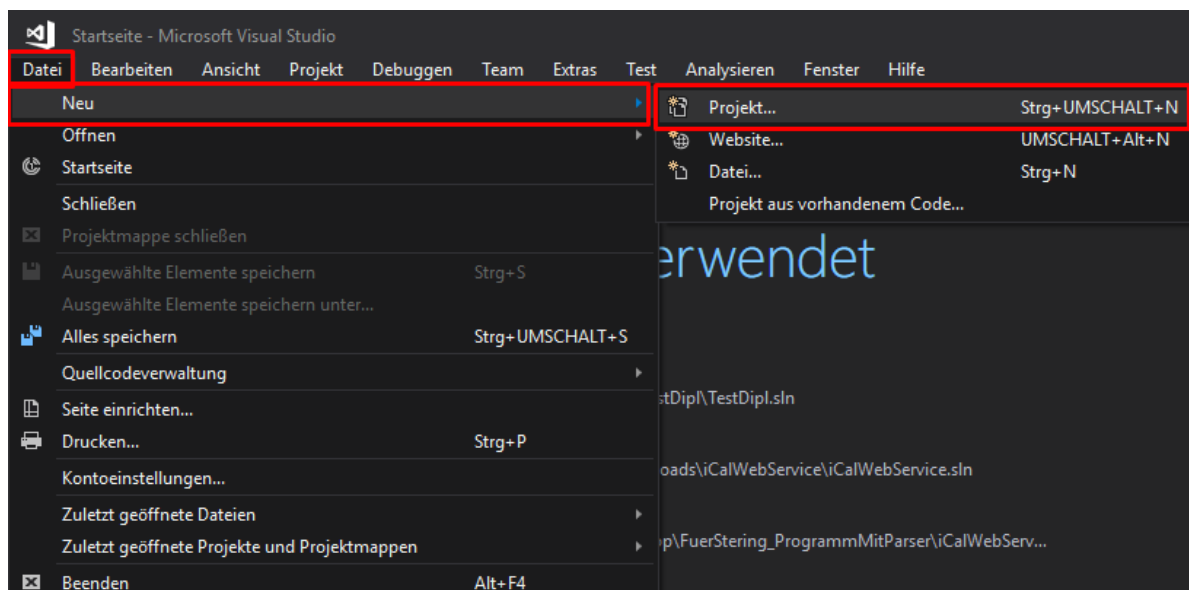 Startseite - Microsoft Visual Studio
Datei Bearbeiten Ansicht Projekt Debuggen Team Extras Test Analysieren Fenster Hilfe
Neu
Öffnen
Startseite
Schließen
Projektmappe schließen
Ausgewählte Elemente speichern Strg+S
Ausgewählte Elemente speichern unter...
Alles speichern Strg+UMSCHALT+S
Quellcodeverwaltung
Seite einrichten...
Drucken... Strg+P
Kontoeinstellungen...
Zuletzt geöffnete Dateien
Zuletzt geöffnete Projekte und Projektmappen
Beenden Alt+F4
Projekt... Strg+UMSCHALT+N
Website... UMSCHALT+Alt+N
Datei... Strg+N
Projekt aus vorhandenem Code...
erwendet
stDipl\TestDipl.sln
oads\iCalWebService\iCalWebService.sln
op\FuerStering_ProgrammMitParser\iCalWebServ...